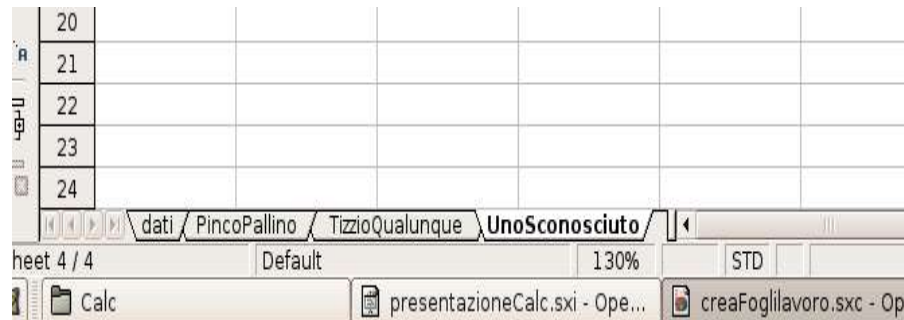 20
A
21
22
23
24
dati PincoPallino TizzioQualunque UnoSconosciuto
heet 4 / 4 Default 130% STD
Calc presentazioneCalc.sxi - Ope... creaFoglilavoro.sxc - Op